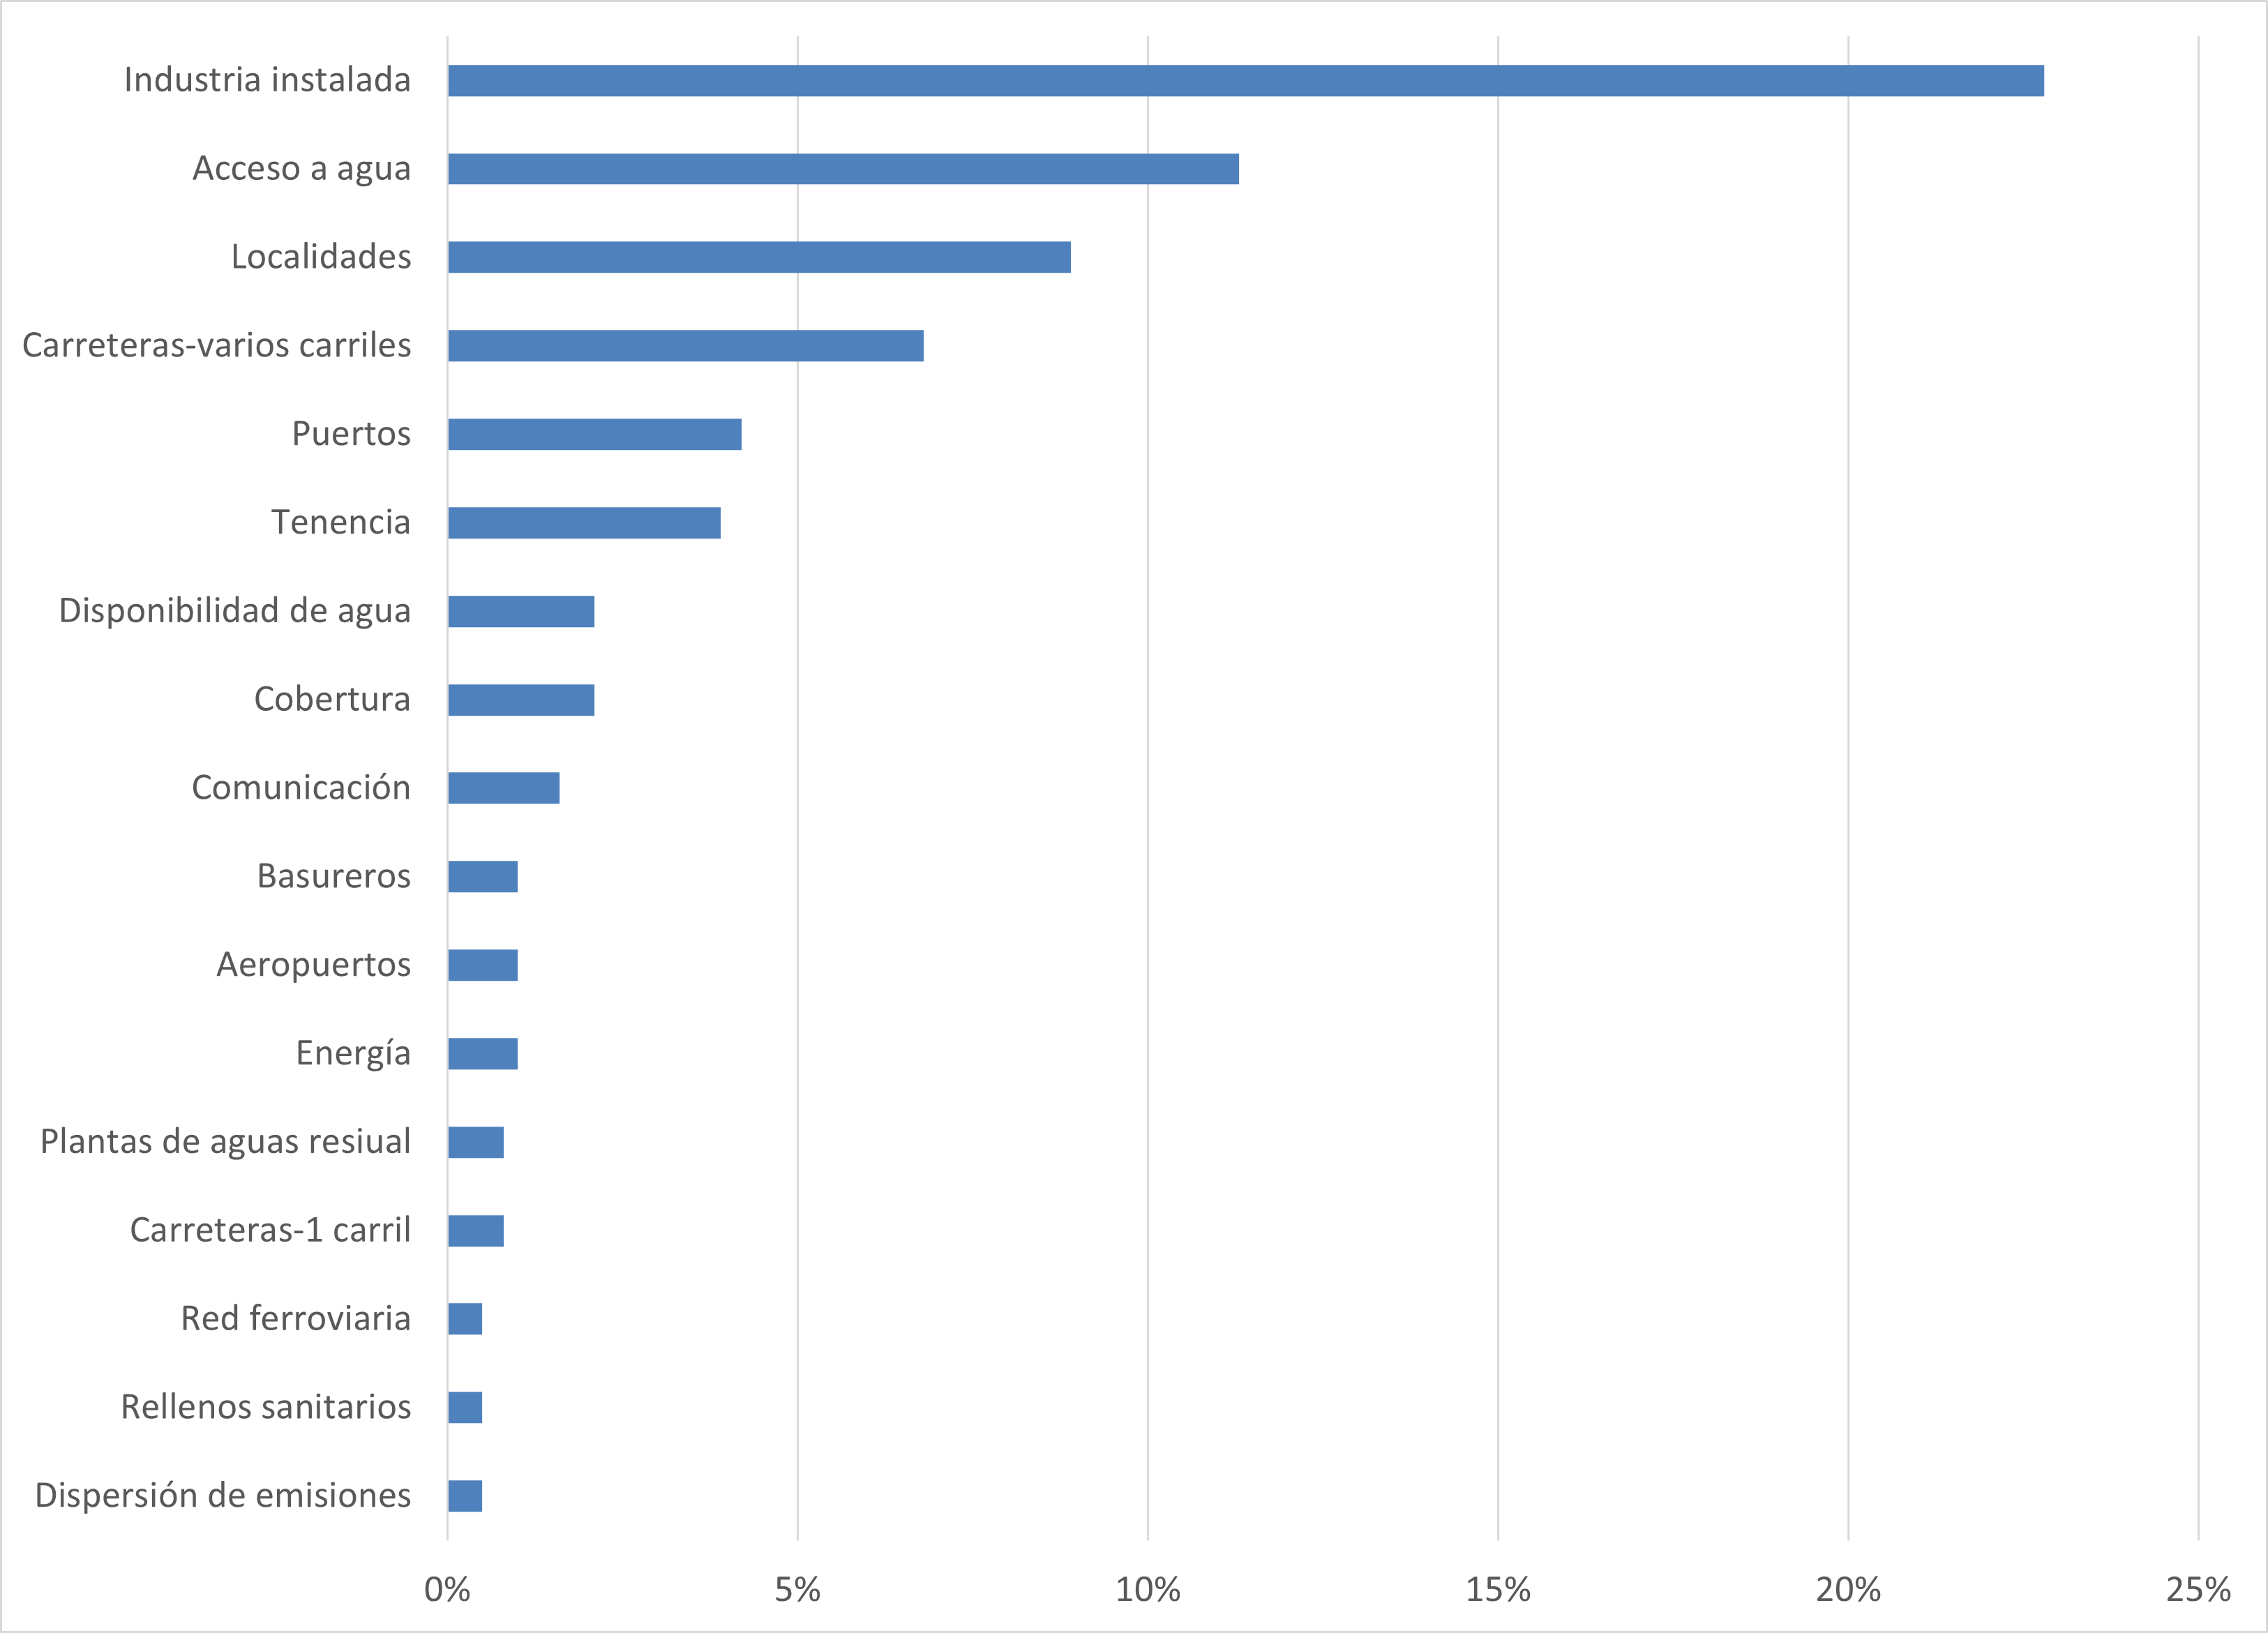 Industria instalada
Acceso a agua
Localidades
Carreteras-varios carriles
Puertos
Tenencia
Disponibilidad de agua
Cobertura
Comunicación
Basureros
Aeropuertos
Energía
Plantas de aguas resiual
Carreteras-1 carril
Red ferroviaria
Rellenos sanitarios
Dispersión de emisiones
0% 5% 10% 15% 20% 25%